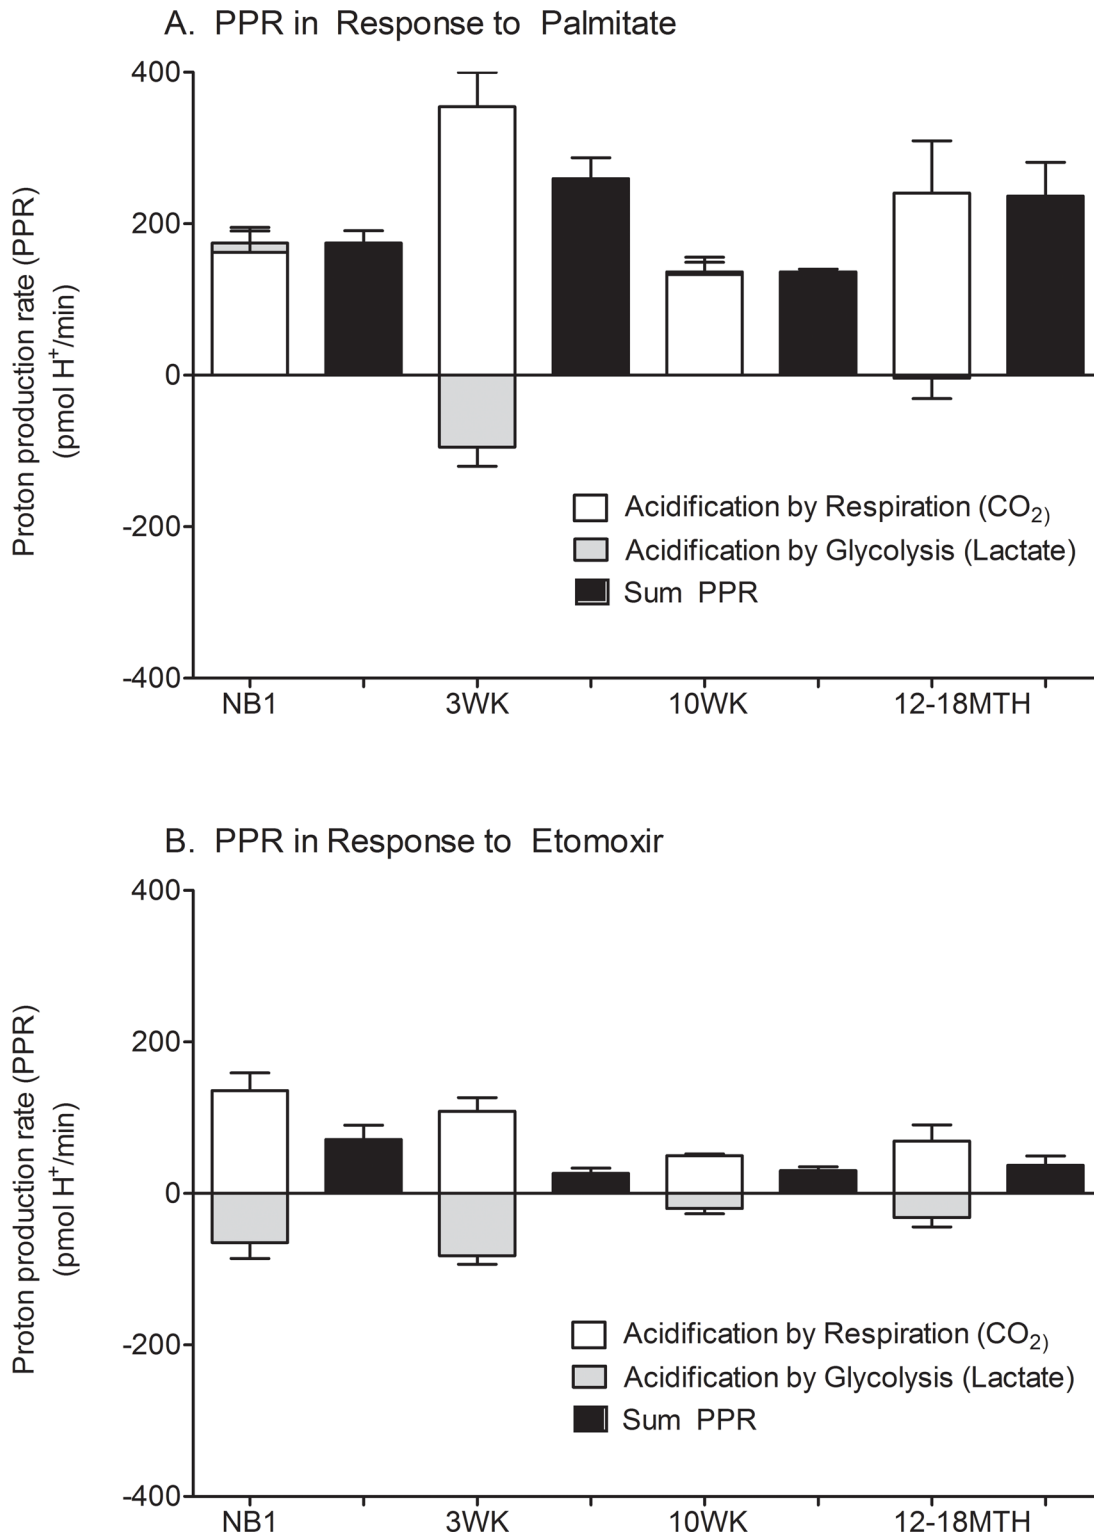 A. PPR in Response to Palmitate
Proton production rate (PPR)
(pmol H⁺/min)
400
200
0
-200
-400
Acidification by Respiration (CO₂)
Acidification by Glycolysis (Lactate)
Sum PPR
NB1 3WK 10WK 12-18MTH
B. PPR in Response to Etomoxir
Proton production rate (PPR)
(pmol H⁺/min)
400
200
0
-200
-400
Acidification by Respiration (CO₂)
Acidification by Glycolysis (Lactate)
Sum PPR
NB1 3WK 10WK 12-18MTH